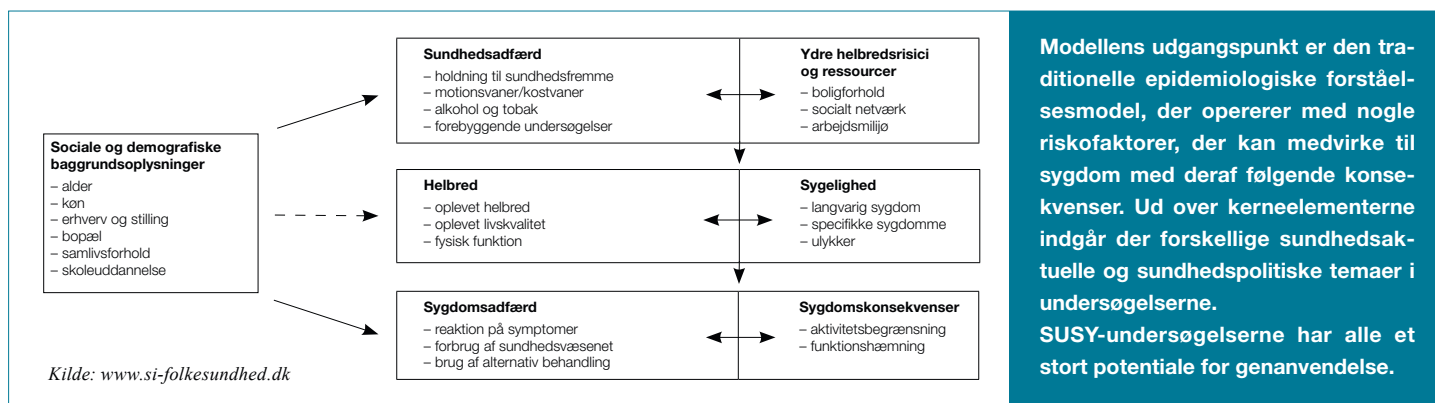 Sociale og demografiske
baggrundsoplysninger
– alder
– køn
– erhverv og stilling
– bopæl
– samlivsforhold
– skoleuddannelse
Sundhedsadfærd
– holdning til sundhedsfremme
– motionsvaner/kostvaner
– alkohol og tobak
– forebyggende undersøgelser
Ydre helbredsrisici
og ressourcer
– boligforhold
– socialt netværk
– arbejdsmilijø
Helbred
– oplevet helbred
– oplevet livskvalitet
– fysisk funktion
Sygelighed
– langvarig sygdom
– specifikke sygdomme
– ulykker
Sygdomsadfærd
– reaktion på symptomer
– forbrug af sundhedsvæsenet
– brug af alternativ behandling
Sygdomskonsekvenser
– aktivitetsbegrænsning
– funktionshæmning
Kilde: www.si-folkesundhed.dk
Modellens udgangspunkt er den tra-
ditionelle epidemiologiske forståel-
sesmodel, der opererer med nogle
riskofaktorer, der kan medvirke til
sygdom med deraf følgende konse-
kvenser. Ud over kerneelementerne
indgår der forskellige sundhedsak-
tuelle og sundhedspolitiske temaer i
undersøgelserne.
SUSY-undersøgelserne har alle et
stort potentiale for genanvendelse.